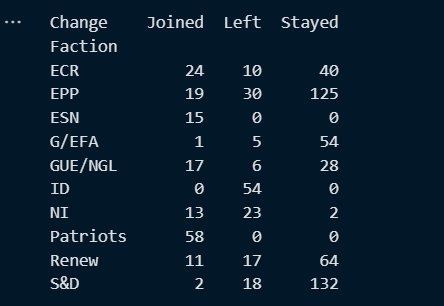 ... Change Joined Left Stayed
Faction
ECR 24 10 40
EPP 19 30 125
ESN 15 0 0
G/EFA 1 5 54
GUE/NGL 17 6 28
ID 0 54 0
NI 13 23 2
Patriots 58 0 0
Renew 11 17 64
S&D 2 18 132